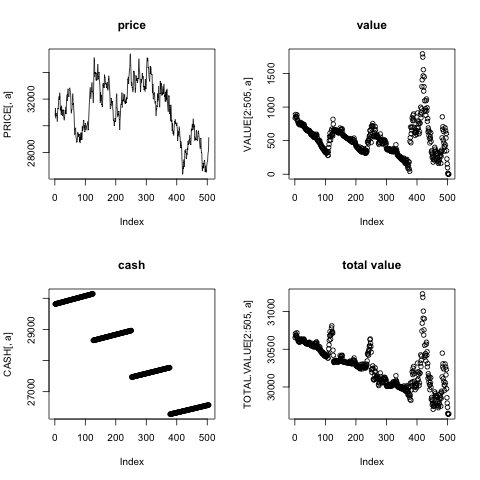 price
value
PRICE[, a]
28000
32000
0 100 200 300 400 500
Index
VALUE[2:505, a]
0
500
1000
1500
0 100 200 300 400 500
Index
cash
total value
CASH[, a]
27000
29000
0 100 200 300 400 500
Index
TOTAL.VALUE[2:505, a]
30000
30500
31000
0 100 200 300 400 500
Index